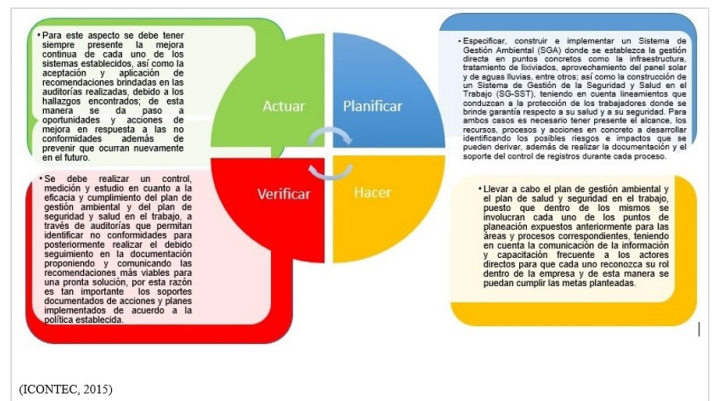 • Para este aspecto se debe tener
siempre presente la mejora
continua de cada uno de los
sistemas establecidos, así como la
aceptación y aplicación de
recomendaciones brindadas en las
auditorías realizadas, debido a los
hallazgos encontrados; de esta
manera se da paso a
oportunidades y acciones de
mejora en respuesta a las no
conformidades además de
prevenir que ocurran nuevamente
en el futuro.
Actuar
Planificar
• Especificar, construir e implementar un Sistema de
Gestión Ambiental (SGA) donde se establezca la gestión
directa en puntos concretos como la infraestructura,
tratamiento de lixiviados, aprovechamiento del panel solar
y de aguas lluvias, entre otros; así como la construcción de
un Sistema de Gestión de la Seguridad y Salud en el
Trabajo (SG-SST), teniendo en cuenta lineamientos que
conduzcan a la protección de los trabajadores donde se
brinde garantía respecto a su salud y a su seguridad. Para
ambos casos es necesario tener presente el alcance, los
recursos, procesos y acciones en concreto a desarrollar
identificando los posibles riesgos e impactos que se
pueden derivar, además de realizar la documentación y el
soporte del control de registros durante cada proceso.
• Se debe realizar un control,
medición y estudio en cuanto a la
eficacia y cumplimiento del plan de
gestión ambiental y del plan de
seguridad y salud en el trabajo, a
través de auditorías que permitan
identificar no conformidades para
posteriormente realizar el debido
seguimiento en la documentación
proponiendo y comunicando las
recomendaciones más viables para
una pronta solución, por esta razón
es tan importante los soportes
documentados de acciones y planes
implementados de acuerdo a la
política establecida.
Verificar
Hacer
• Llevar a cabo el plan de gestión ambiental y
el plan de salud y seguridad en el trabajo,
puesto que dentro de los mismos se
involucran cada uno de los puntos de
planeación expuestos anteriormente para las
áreas y procesos correspondientes, teniendo
en cuenta la comunicación de la información
y capacitación frecuente a los actores
directos para que cada uno reconozca su rol
dentro de la empresa y de esta manera se
puedan cumplir las metas planteadas.
(ICONTEC, 2015)